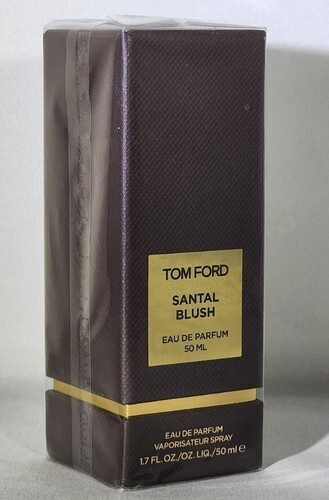 TOM FORD
SANTAL
BLUSH
EAU DE PARFUM
50 ML
EAU DE PARFUM
VAPORISATEUR SPRAY
1.7 FL.OZ./OZ. LIQ./50 ml ℮